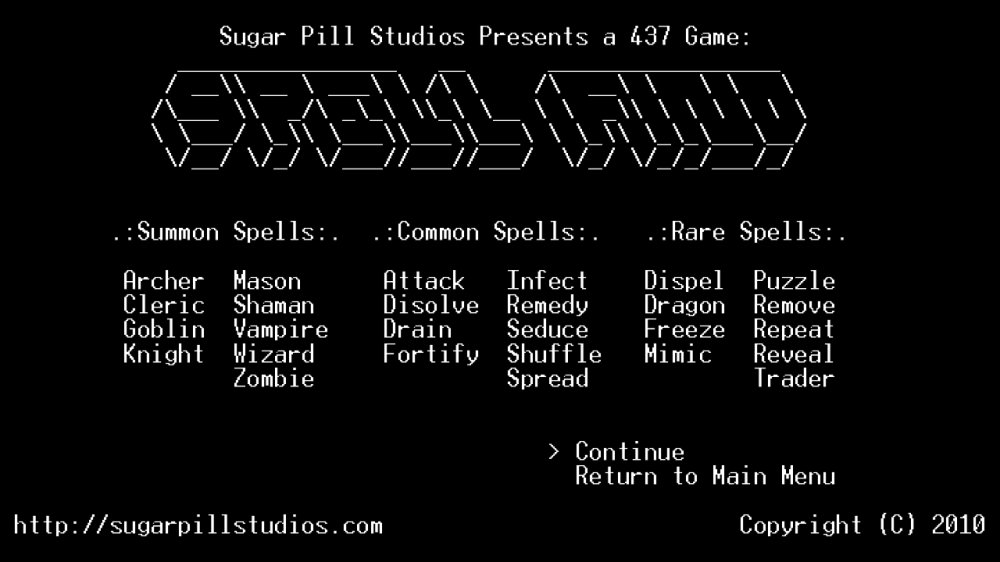 Sugar Pill Studios Presents a 437 Game:
SPELL FIND
.:Summon Spells:. .:Common Spells:. .:Rare Spells:.
Archer Mason Attack Infect Dispel Puzzle
Cleric Shaman Disolve Remedy Dragon Remove
Goblin Vampire Drain Seduce Freeze Repeat
Knight Wizard Fortify Shuffle Mimic Reveal
Zombie Spread Trader
> Continue
Return to Main Menu
http://sugarpillstudios.com Copyright (C) 2010